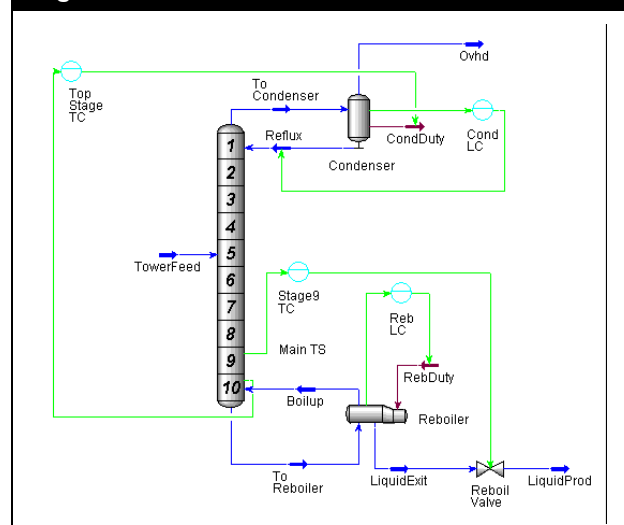 Ovhd
Top
Stage
TC
To
Condenser
Cond
LC
CondDuty
Reflux
Condenser
1
2
3
4
5
6
7
8
9
10
TowerFeed
Stage9
TC
Reb
LC
Main TS
RebDuty
Boilup
Reboiler
To
Reboiler
LiquidExit
Reboil
Valve
LiquidProd